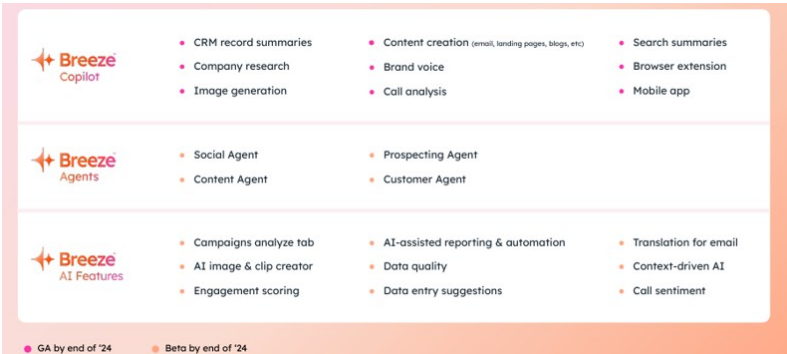 Breeze
Copilot
CRM record summaries
Company research
Image generation
Content creation (email, landing pages, blogs, etc)
Brand voice
Call analysis
Search summaries
Browser extension
Mobile app
Breeze
Agents
Social Agent
Content Agent
Prospecting Agent
Customer Agent
Breeze
AI Features
Campaigns analyze tab
AI image & clip creator
Engagement scoring
AI-assisted reporting & automation
Data quality
Data entry suggestions
Translation for email
Context-driven AI
Call sentiment
GA by end of '24
Beta by end of '24